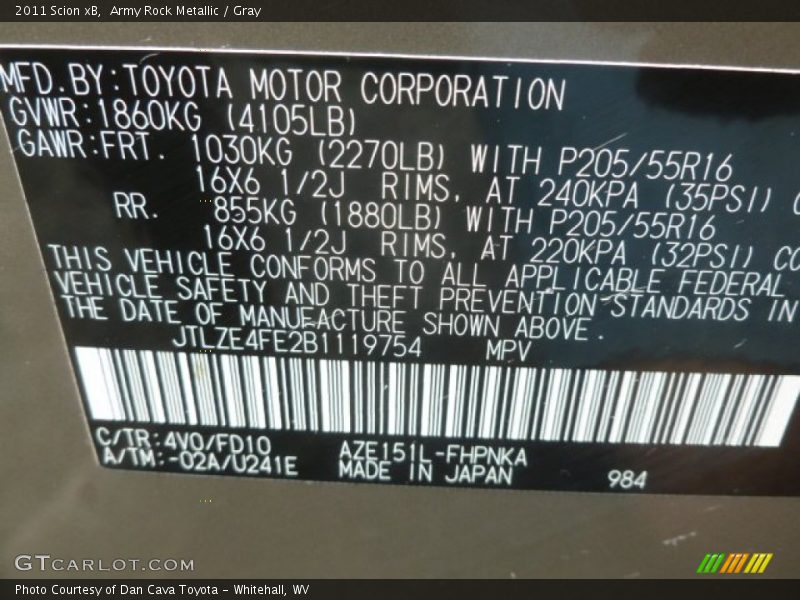 2011 Scion xB,  Army Rock Metallic / Gray
MFD.BY:TOYOTA MOTOR CORPORATION
GVWR:1860KG (4105LB)
GAWR:FRT. 1030KG (2270LB) WITH P205/55R16
16X6 1/2J RIMS, AT 240KPA (35PSI)
RR. 855KG (1880LB) WITH P205/55R16
16X6 1/2J RIMS, AT 220KPA (32PSI) CO
THIS VEHICLE CONFORMS TO ALL APPLICABLE FEDERAL
VEHICLE SAFETY AND THEFT PREVENTION STANDARDS IN
THE DATE OF MANUFACTURE SHOWN ABOVE.
JTLZE4FE2B1119754 MPV
C/TR:4V0/FD10 AZE151L-FHPNKA
A/TM:-02A/U241E MADE IN JAPAN 984
GTcarlot.com
Photo Courtesy of Dan Cava Toyota - Whitehall, WV